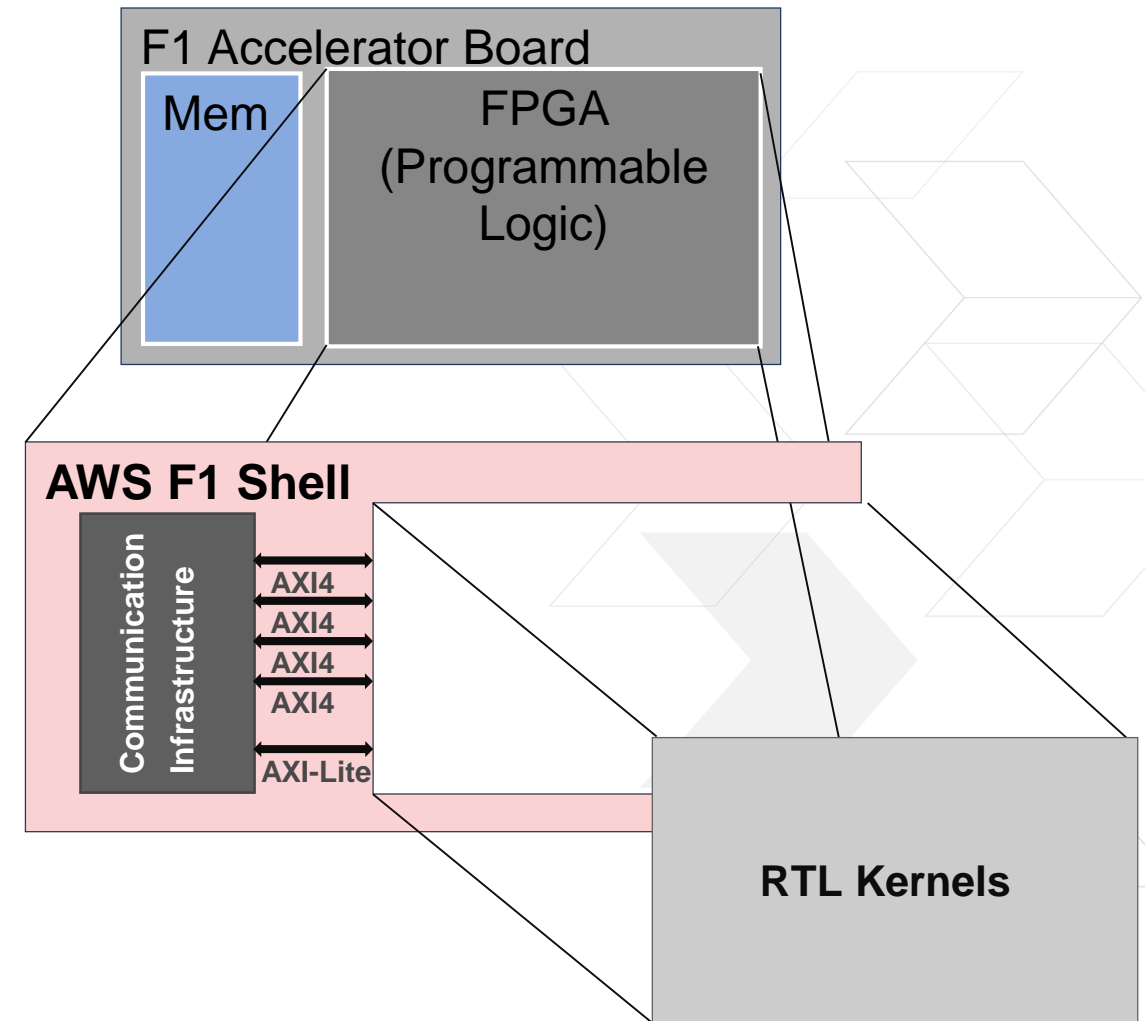 F1 Accelerator Board
Mem
FPGA
(Programmable
Logic)
AWS F1 Shell
Communication
Infrastructure
AXI4
AXI4
AXI4
AXI4
AXI-Lite
RTL Kernels